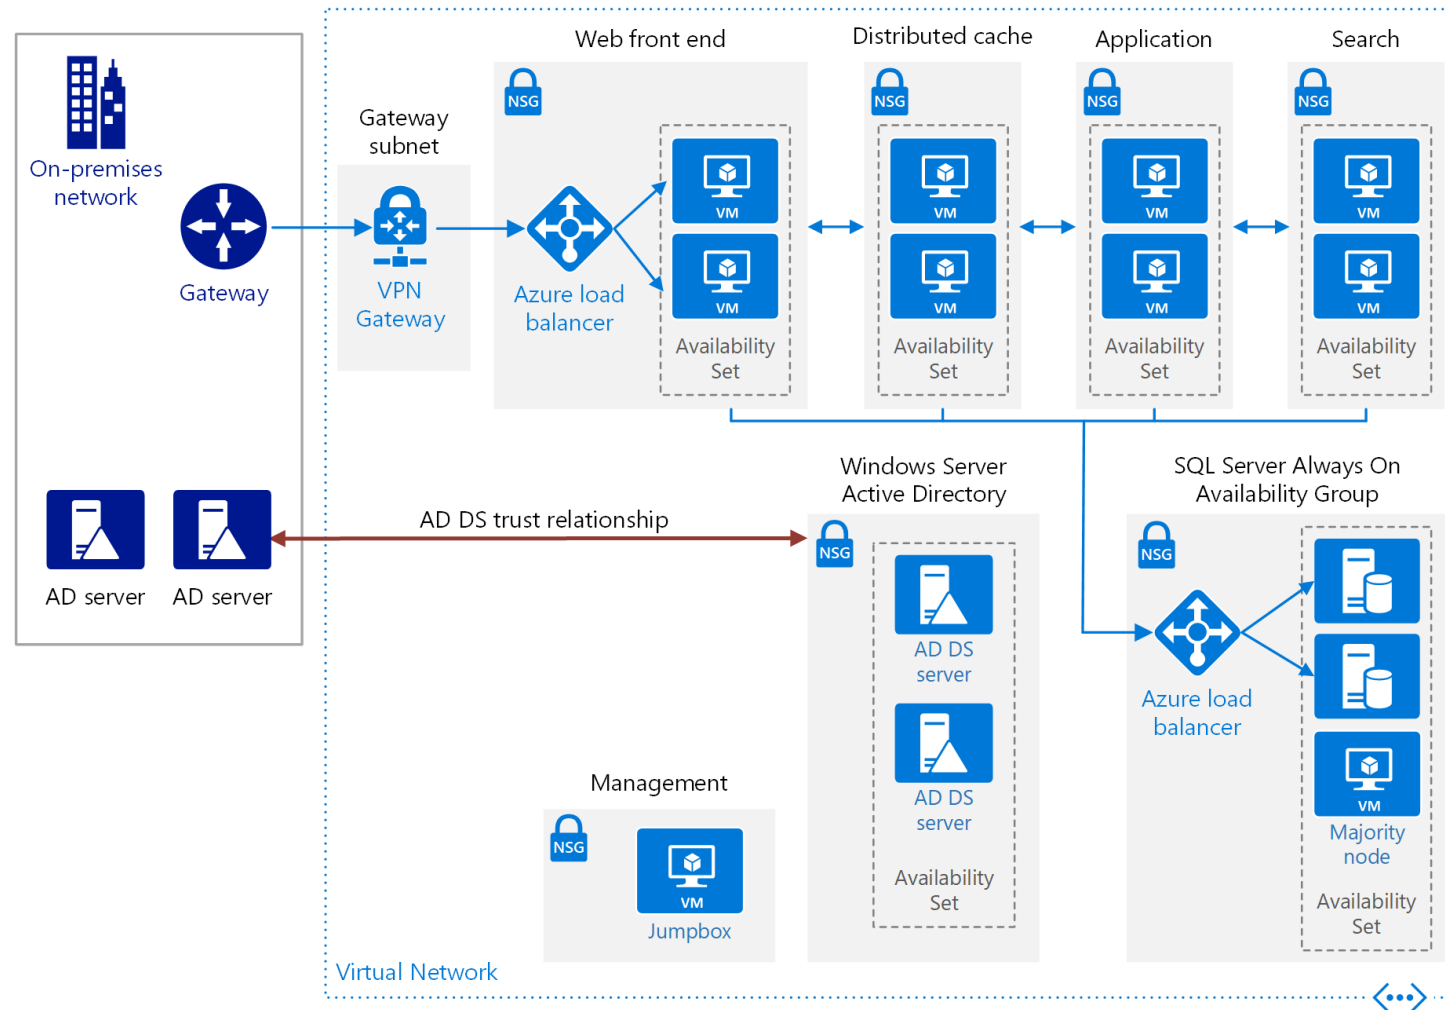 Web front end
Distributed cache
Application
Search
NSG
NSG
NSG
NSG
On-premises
network
Gateway
Gateway
subnet
VPN
Gateway
Azure load
balancer
VM
VM
Availability
Set
VM
VM
Availability
Set
VM
VM
Availability
Set
VM
VM
Availability
Set
AD server
AD server
AD DS trust relationship
Windows Server
Active Directory
NSG
AD DS
server
AD DS
server
Availability
Set
SQL Server Always On
Availability Group
NSG
Azure load
balancer
VM
Majority
node
Availability
Set
Management
NSG
VM
Jumpbox
Virtual Network